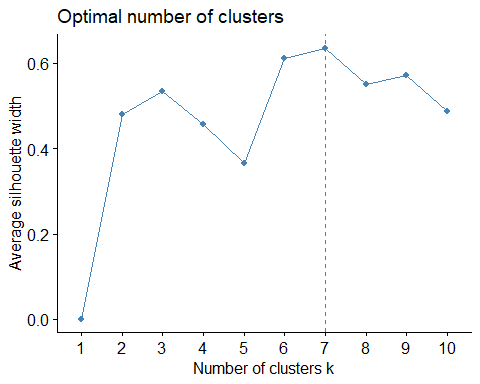 Optimal number of clusters
Average silhouette width
0.6
0.4
0.2
0.0
1 2 3 4 5 6 7 8 9 10
Number of clusters k